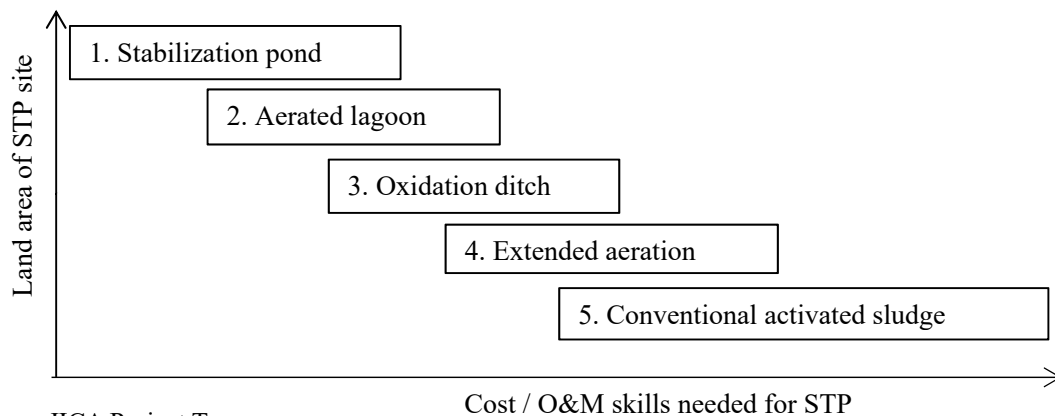 Land area of STP site
1. Stabilization pond
2. Aerated lagoon
3. Oxidation ditch
4. Extended aeration
5. Conventional activated sludge
Cost / O&M skills needed for STP
Project